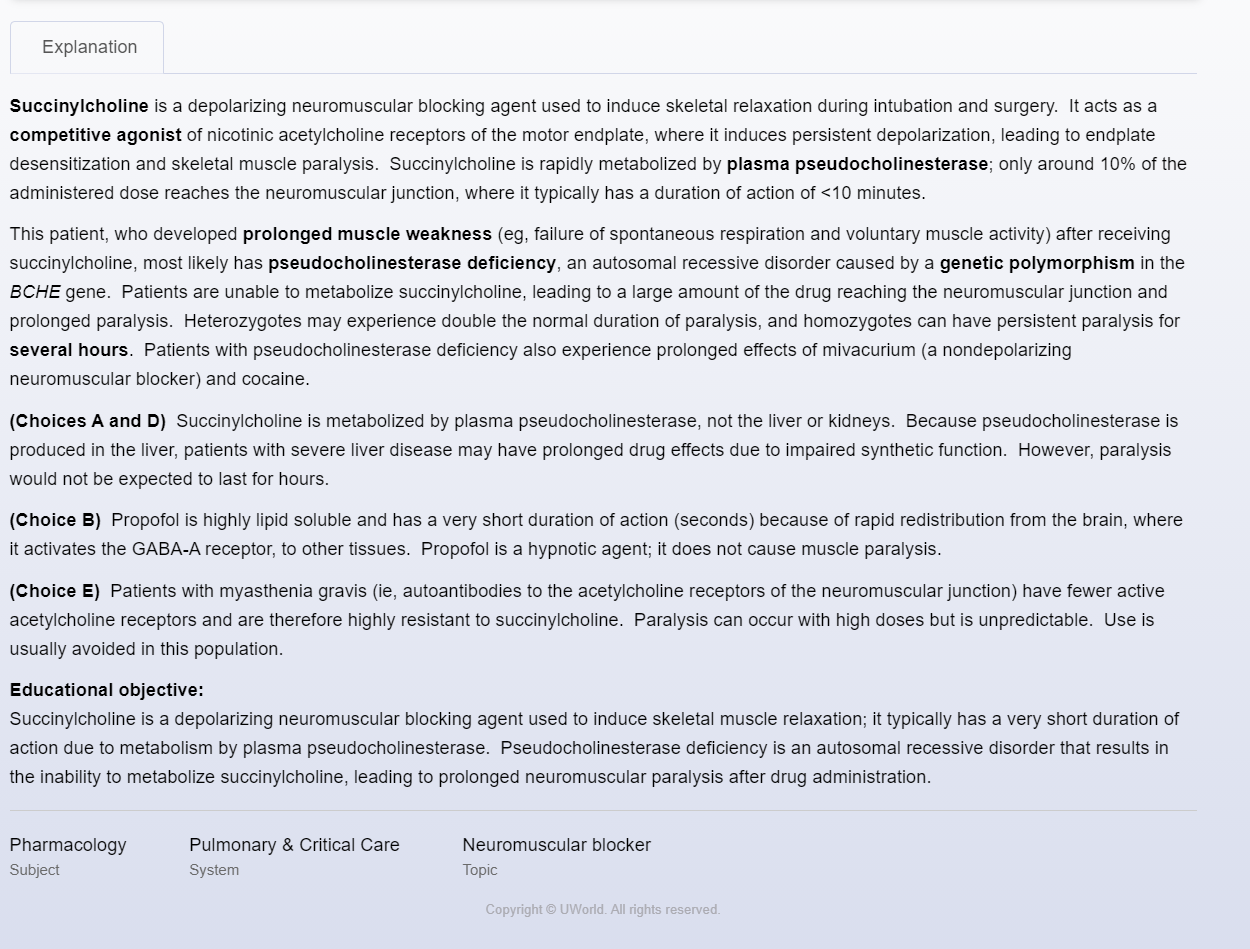 Explanation
Succinylcholine is a depolarizing neuromuscular blocking agent used to induce skeletal relaxation during intubation and surgery.  It acts as a
competitive agonist of nicotinic acetylcholine receptors of the motor endplate, where it induces persistent depolarization, leading to endplate
desensitization and skeletal muscle paralysis.  Succinylcholine is rapidly metabolized by plasma pseudocholinesterase; only around 10% of the
administered dose reaches the neuromuscular junction, where it typically has a duration of action of <10 minutes.
This patient, who developed prolonged muscle weakness (eg, failure of spontaneous respiration and voluntary muscle activity) after receiving
succinylcholine, most likely has pseudocholinesterase deficiency, an autosomal recessive disorder caused by a genetic polymorphism in the
BCHE gene.  Patients are unable to metabolize succinylcholine, leading to a large amount of the drug reaching the neuromuscular junction and
prolonged paralysis.  Heterozygotes may experience double the normal duration of paralysis, and homozygotes can have persistent paralysis for
several hours.  Patients with pseudocholinesterase deficiency also experience prolonged effects of mivacurium (a nondepolarizing
neuromuscular blocker) and cocaine.
(Choices A and D)  Succinylcholine is metabolized by plasma pseudocholinesterase, not the liver or kidneys.  Because pseudocholinesterase is
produced in the liver, patients with severe liver disease may have prolonged drug effects due to impaired synthetic function.  However, paralysis
would not be expected to last for hours.
(Choice B)  Propofol is highly lipid soluble and has a very short duration of action (seconds) because of rapid redistribution from the brain, where
it activates the GABA-A receptor, to other tissues.  Propofol is a hypnotic agent; it does not cause muscle paralysis.
(Choice E)  Patients with myasthenia gravis (ie, autoantibodies to the acetylcholine receptors of the neuromuscular junction) have fewer active
acetylcholine receptors and are therefore highly resistant to succinylcholine.  Paralysis can occur with high doses but is unpredictable.  Use is
usually avoided in this population.
Educational objective:
Succinylcholine is a depolarizing neuromuscular blocking agent used to induce skeletal muscle relaxation; it typically has a very short duration of
action due to metabolism by plasma pseudocholinesterase.  Pseudocholinesterase deficiency is an autosomal recessive disorder that results in
the inability to metabolize succinylcholine, leading to prolonged neuromuscular paralysis after drug administration.
Pharmacology Pulmonary & Critical Care Neuromuscular blocker
Subject System Topic
Copyright © UWorld. All rights reserved.